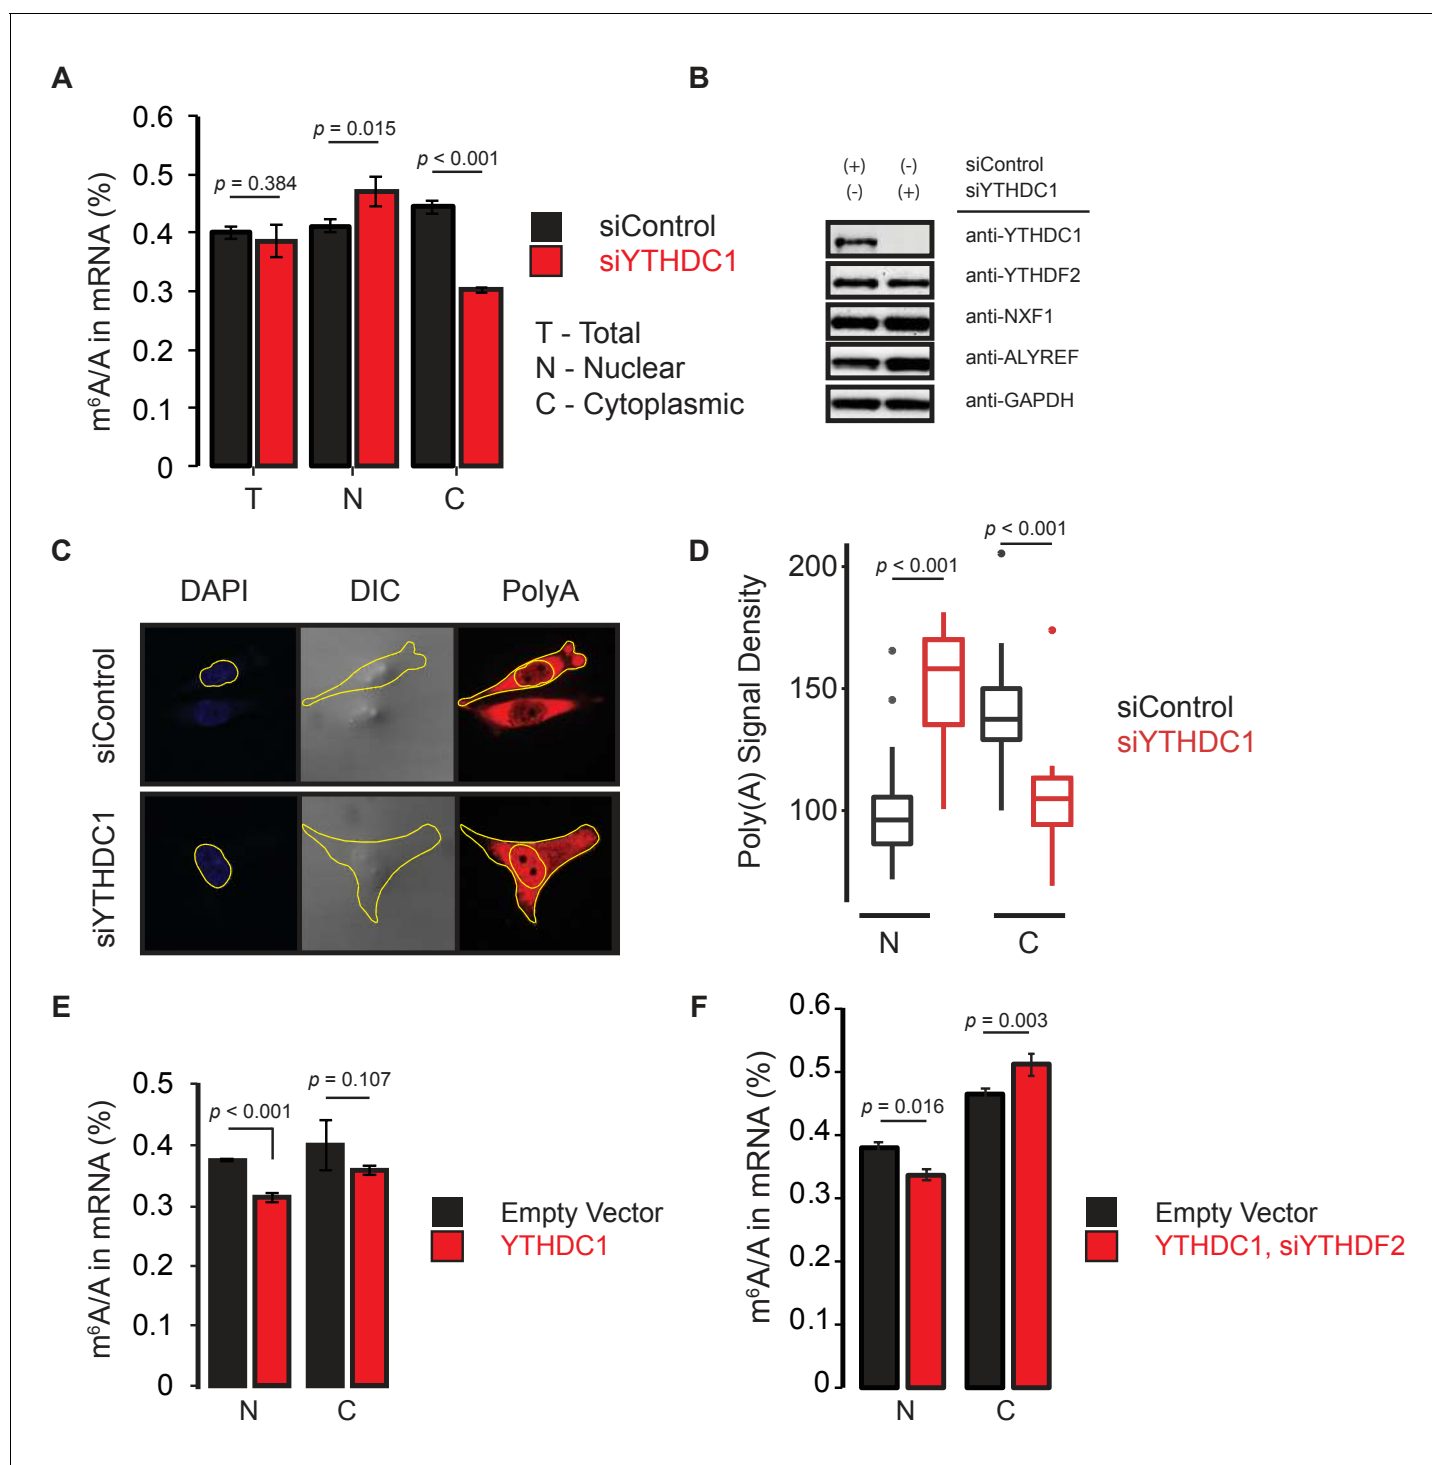 A
m⁶A/A in mRNA (%)
0.6
0.5
0.4
0.3
0.2
0.1
0
p = 0.384
p = 0.015
p < 0.001
T
N
C
siControl
siYTHDC1
T - Total
N - Nuclear
C - Cytoplasmic
B
(+) (-) siControl
(-) (+) siYTHDC1
anti-YTHDC1
anti-YTHDF2
anti-NXF1
anti-ALYREF
anti-GAPDH
C
DAPI DIC PolyA
siControl
siYTHDC1
D
Poly(A) Signal Density
200
150
100
p < 0.001
p < 0.001
N
C
siControl
siYTHDC1
E
m⁶A/A in mRNA (%)
0.5
0.4
0.3
0.2
0.1
0
p < 0.001
p = 0.107
N
C
Empty Vector
YTHDC1
F
m⁶A/A in mRNA (%)
0.6
0.5
0.4
0.3
0.2
0.1
0
p = 0.016
p = 0.003
N
C
Empty Vector
YTHDC1, siYTHDF2